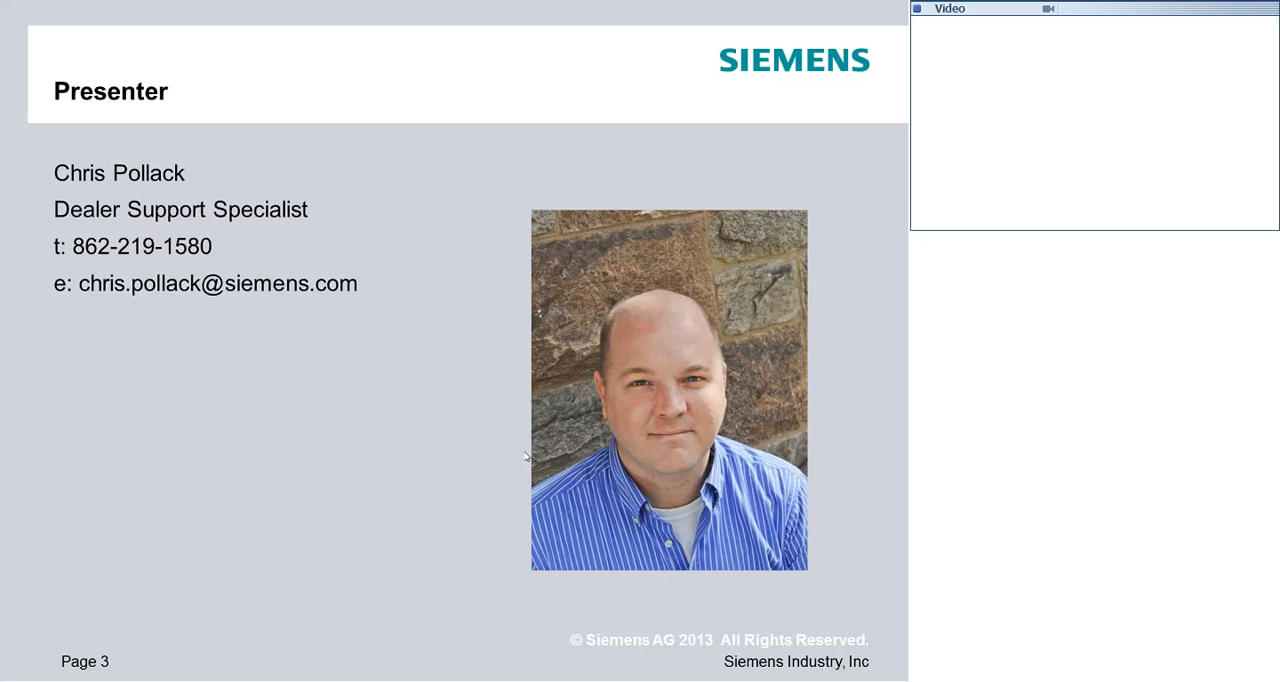 Video
SIEMENS
Presenter
Chris Pollack
Dealer Support Specialist
t: 862-219-1580
e: chris.pollack@siemens.com
© Siemens AG 2013 All Rights Reserved.
Page 3
Siemens Industry, Inc